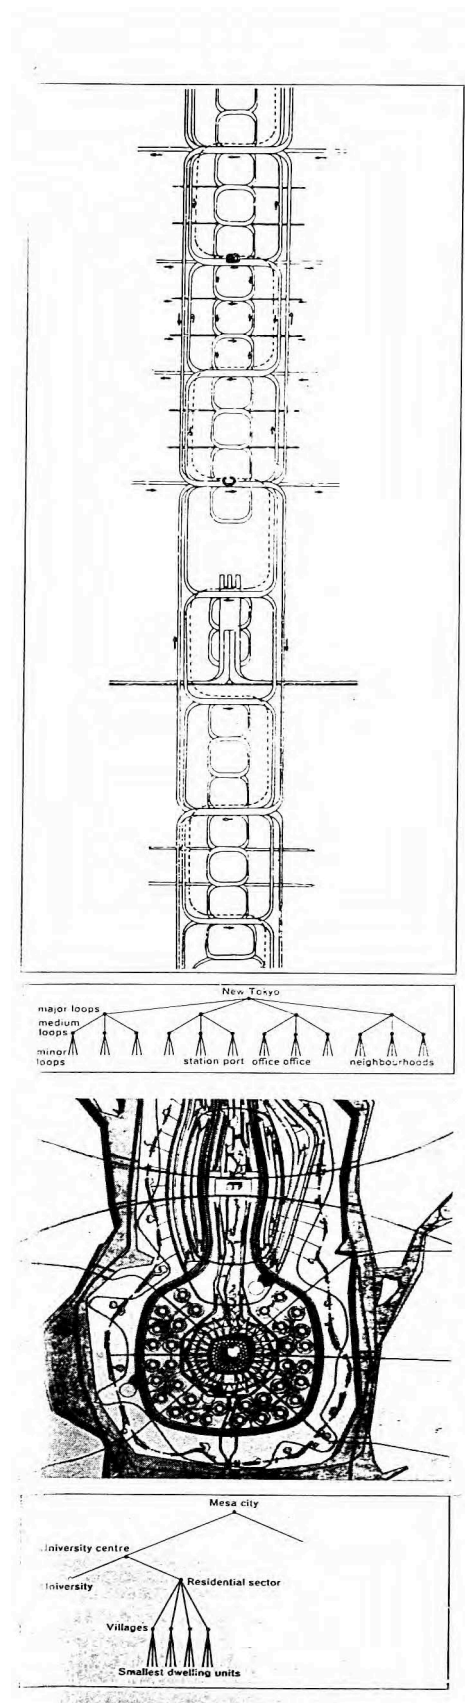 New Tokyo
major loops
medium
loops
minor
loops station port office office neighbourhoods
Mesa city
University centre
University Residential sector
Villages
Smallest dwelling units